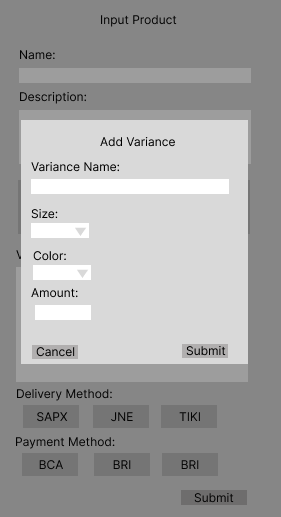 Input Product
Name:
Description:
Add Variance
Variance Name:
Size:
V
Color:
Amount:
Cancel Submit
Delivery Method:
SAPX JNE TIKI
Payment Method:
BCA BRI BRI
Submit